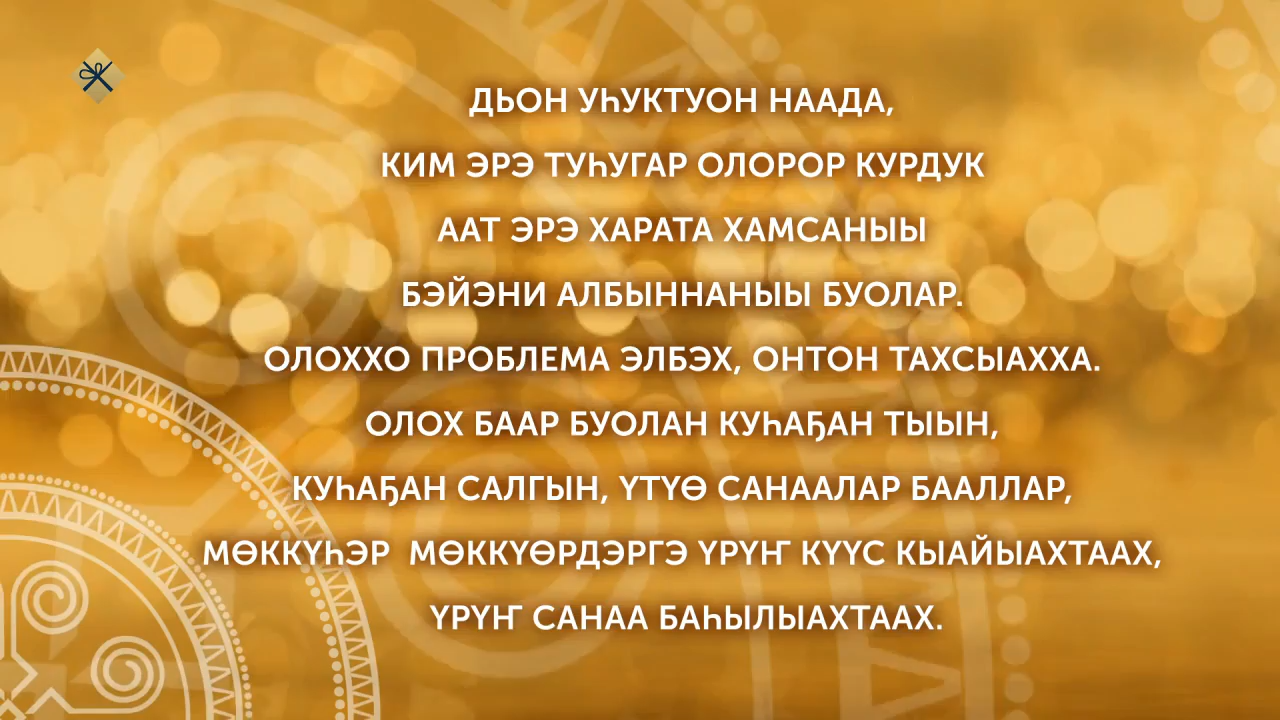 ДЬОН УҺУКТУОН НААДА,
КИМ ЭРЭ ТУҺУГАР ОЛОРОР КУРДУК
ААТ ЭРЭ ХАРАТА ХАМСАНЫЫ
БЭЙЭНИ АЛБЫННАНЫЫ БУОЛАР.
ОЛОХХО ПРОБЛЕМА ЭЛБЭХ, ОНТОН ТАХСЫАХХА.
ОЛОХ БААР БУОЛАН КУҺАҔАН ТЫЫН,
КУҺАҔАН САЛГЫН, ҮТҮӨ САНААЛАР БААЛЛАР,
МӨККҮҺЭР  МӨККҮӨРДЭРГЭ ҮРҮҤ КҮҮС КЫАЙЫАХТААХ,
ҮРҮҤ САНАА БАҺЫЛЫАХТААХ.